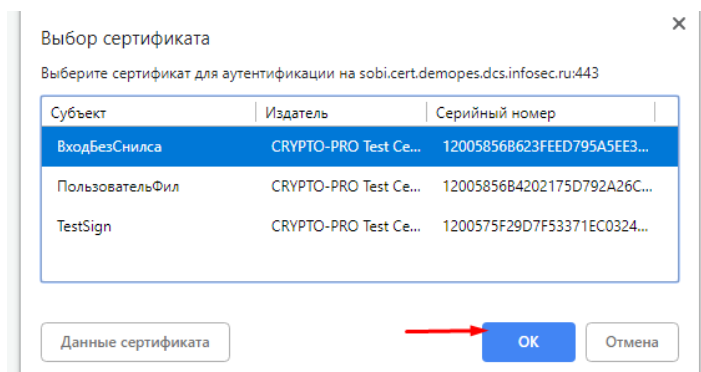 Выбор сертификата
Выберите сертификат для аутентификации на sobi.cert.demopes.dcs.infosec.ru:443
Субъект Издатель Серийный номер
ВходБезСнилса CRYPTO-PRO Test Ce... 12005856B623FEED795A5EE3...
ПользовательФил CRYPTO-PRO Test Ce... 12005856B4202175D792A26C...
TestSign CRYPTO-PRO Test Ce... 1200575F29D7F53371EC0324...
Данные сертификата ОК Отмена